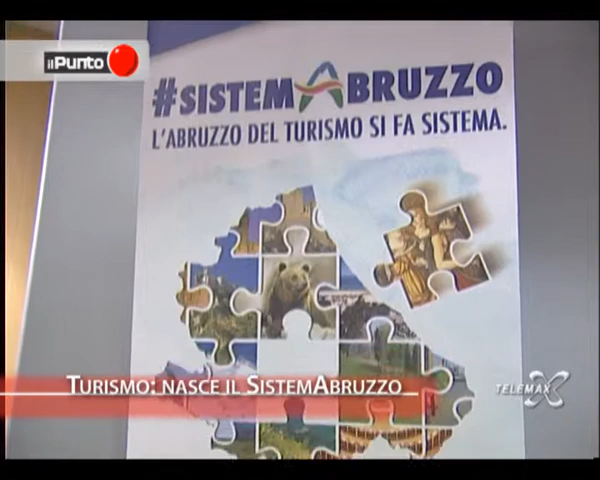 ilPunto
#SISTEMABRUZZO
L'ABRUZZO DEL TURISMO SI FA SISTEMA.
TURISMO: NASCE IL SISTEMABRUZZO
TELEMAX